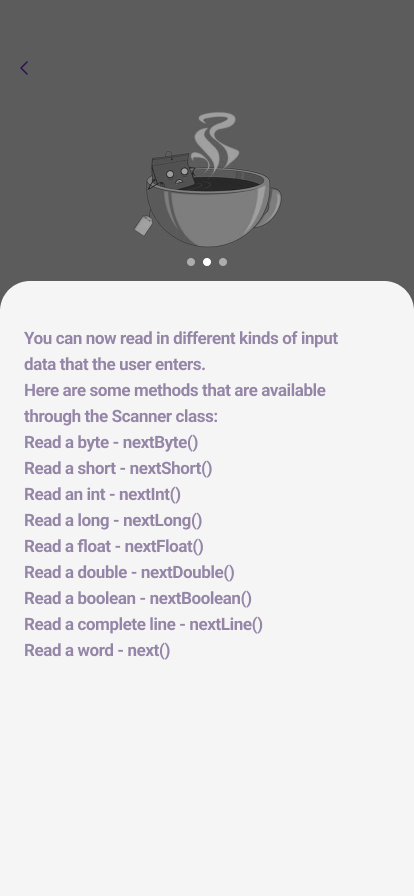 You can now read in different kinds of input
data that the user enters.
Here are some methods that are available
through the Scanner class:
Read a byte - nextByte()
Read a short - nextShort()
Read an int - nextInt()
Read a long - nextLong()
Read a float - nextFloat()
Read a double - nextDouble()
Read a boolean - nextBoolean()
Read a complete line - nextLine()
Read a word - next()